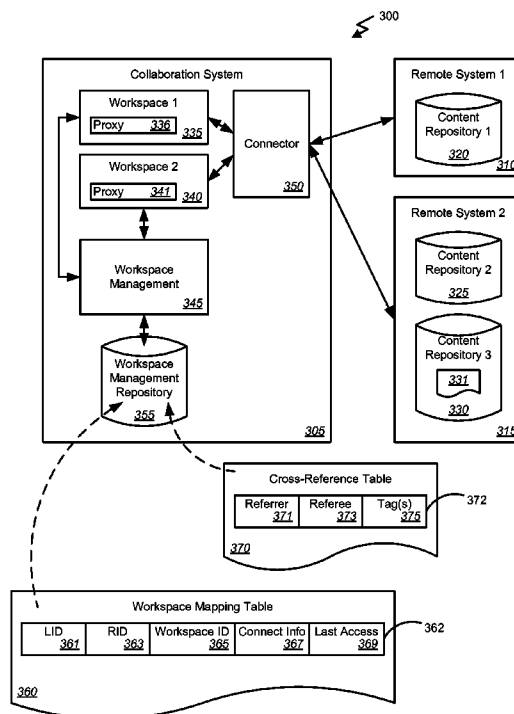 300
Collaboration System
Workspace 1
Proxy 336
335
Workspace 2
Proxy 341
340
Connector
350
Workspace
Management
345
Workspace
Management
Repository
355
305
Remote System 1
Content
Repository 1
320
310
Remote System 2
Content
Repository 2
325
Content
Repository 3
331
330
315
Cross-Reference Table
Referrer Referee Tag(s)
371 373 375
372
370
Workspace Mapping Table
LID RID Workspace ID Connect Info Last Access
361 363 365 367 369
362
360